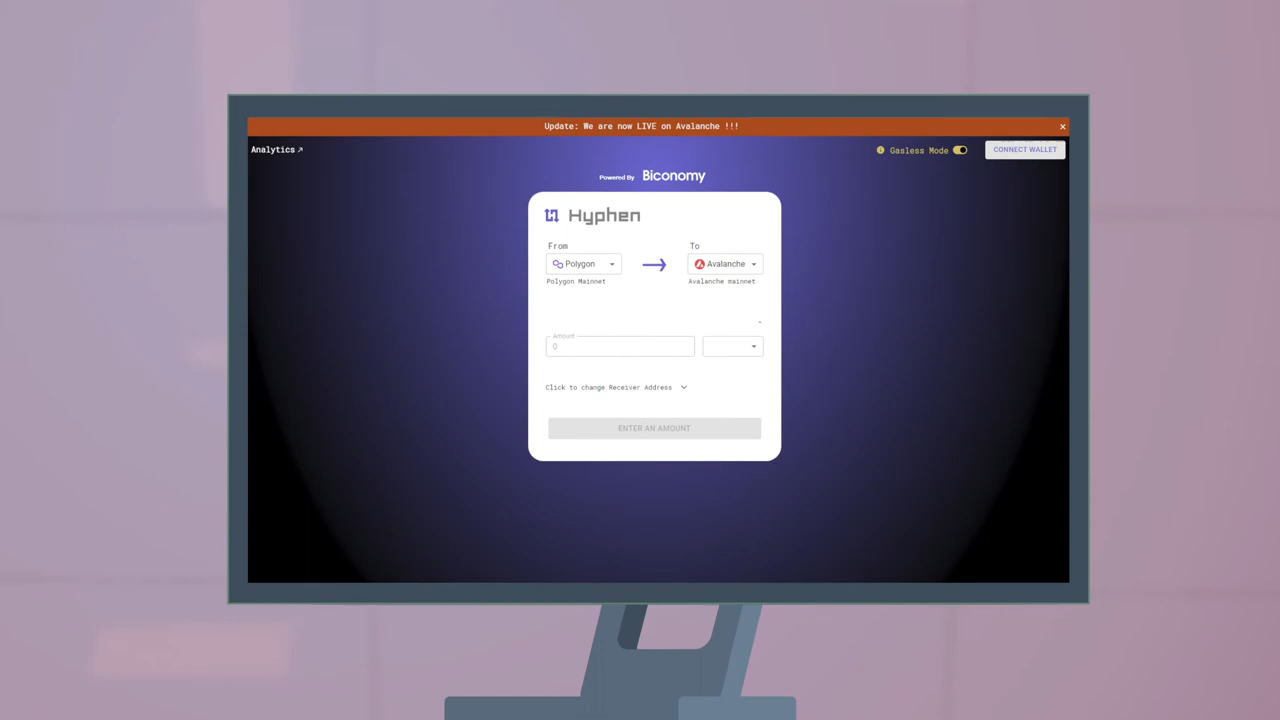 Update: We are now LIVE on Avalanche !!!
Analytics
Gasless Mode
CONNECT WALLET
Powered By Biconomy
Hyphen
From
To
Polygon
Avalanche
Polygon Mainnet
Avalanche mainnet
Amount
0
Click to change Receiver Address
ENTER AN AMOUNT